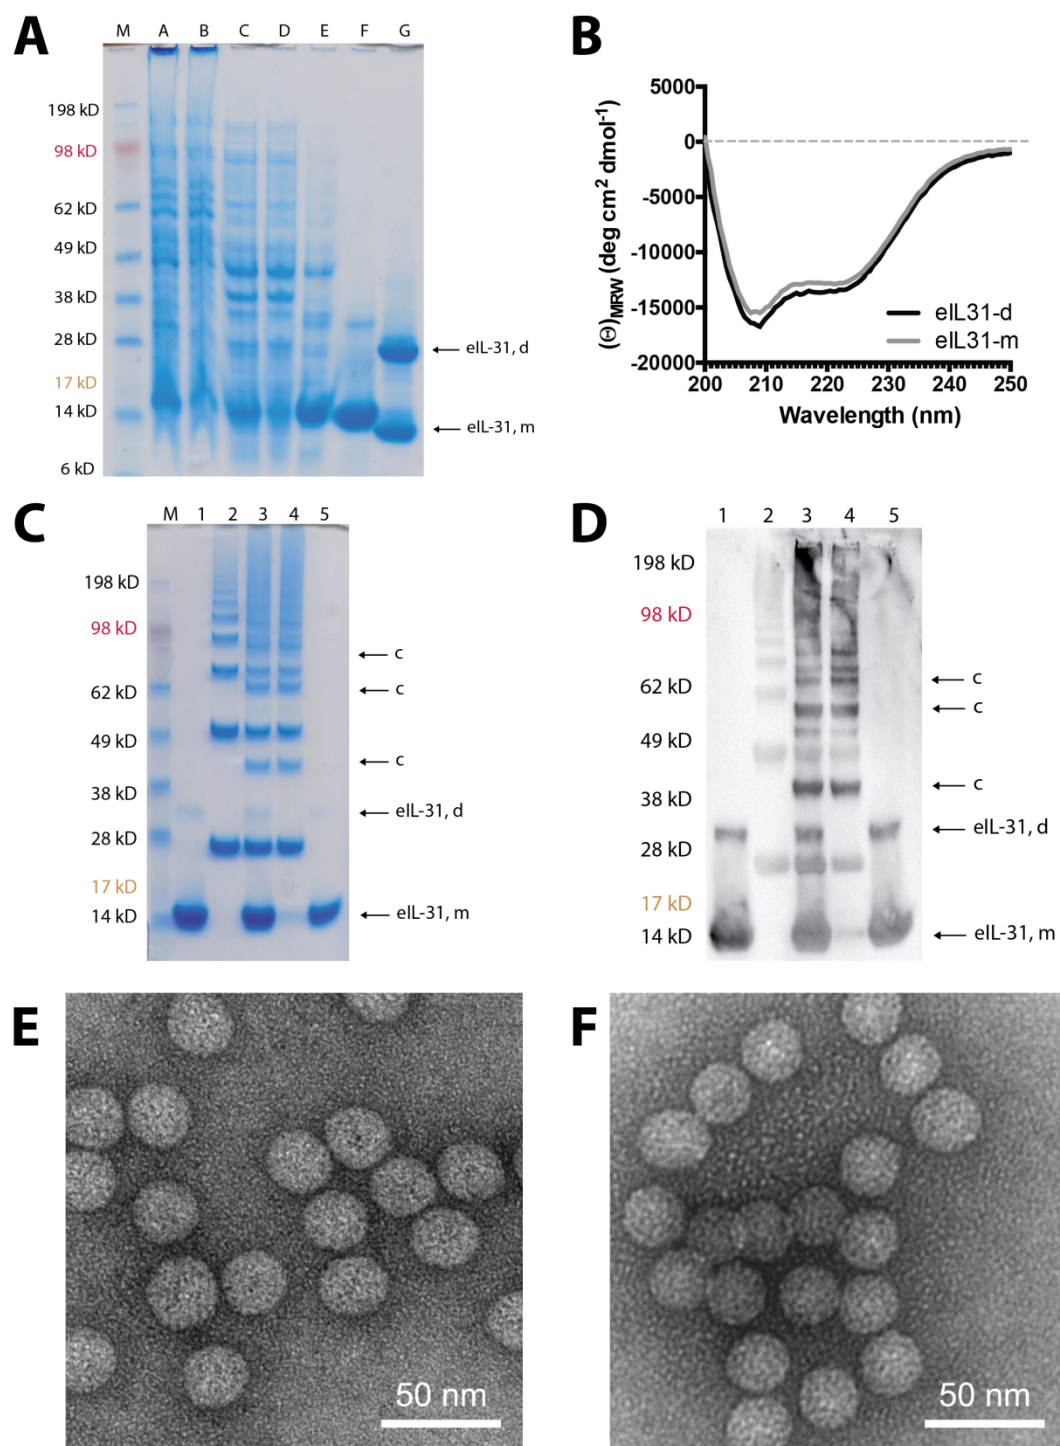 A
M A B C D E F G
198 kD
98 kD
62 kD
49 kD
38 kD
28 kD
17 kD
14 kD
6 kD
eIL-31, d
eIL-31, m
B
5000
0
-5000
-10000
-15000
-20000
(Θ)MRW (deg cm2 dmol-1)
eIL31-d
eIL31-m
200 210 220 230 240 250
Wavelength (nm)
C
M 1 2 3 4 5
198 kD
98 kD
62 kD
49 kD
38 kD
28 kD
17 kD
14 kD
c
c
c
eIL-31, d
eIL-31, m
D
1 2 3 4 5
198 kD
98 kD
62 kD
49 kD
38 kD
28 kD
17 kD
14 kD
c
c
c
eIL-31, d
eIL-31, m
E
50 nm
F
50 nm